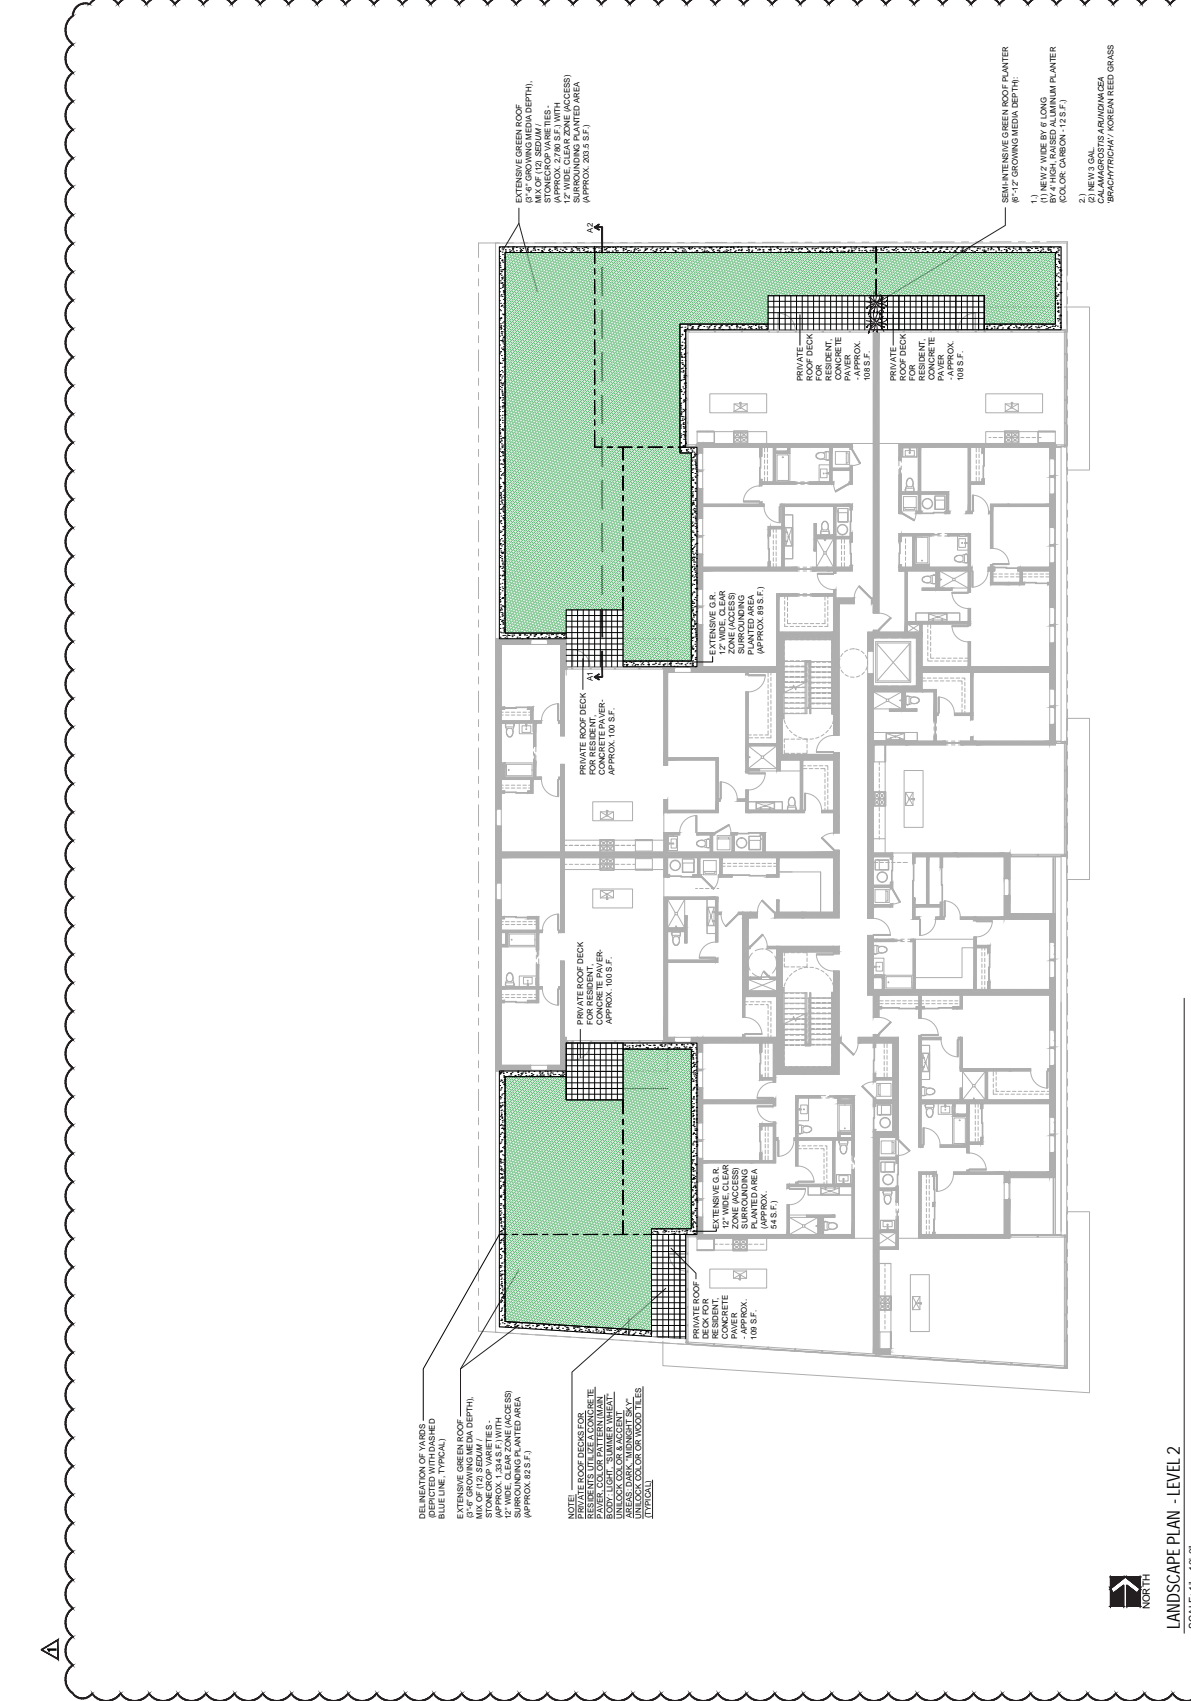 EXTENSIVE GREEN ROOF
(3"-6" GROWING MEDIA DEPTH),
MIX OF (12) SEDUM /
STONECROP VARIETIES -
(APPROX. 2,780 S.F.) WITH
12" WIDE, CLEAR ZONE (ACCESS)
SURROUNDING PLANTED AREA
(APPROX. 203.5 S.F.)
A2
SEMI-INTENSIVE GREEN ROOF PLANTER
(6"-12" GROWING MEDIA DEPTH):
1.)
(1) NEW 2' WIDE BY 6' LONG
BY 4' HIGH, RAISED ALUMINUM PLANTER
(COLOR: CARBON - 12 S.F.)
2.)
(2) NEW 3 GAL.
CALAMAGROSTIS ARUNDINACEA
'BRACHYTRICHA'/ KOREAN REED GRASS
PRIVATE
ROOF DECK
FOR
RESIDENT,
CONCRETE
PAVER
- APPROX.
108 S.F.
PRIVATE
ROOF DECK
FOR
RESIDENT,
CONCRETE
PAVER
- APPROX.
108 S.F.
EXTENSIVE G.R.
12" WIDE, CLEAR
ZONE (ACCESS)
SURROUNDING
PLANTED AREA
(APPROX. 89 S.F.)
A1
PRIVATE ROOF DECK
FOR RESIDENT,
CONCRETE PAVER-
APPROX. 100 S.F.
PRIVATE ROOF DECK
FOR RESIDENT,
CONCRETE PAVER-
APPROX. 100 S.F.
EXTENSIVE G.R.
12" WIDE, CLEAR
ZONE (ACCESS)
SURROUNDING
PLANTED AREA
(APPROX.
54 S.F.)
PRIVATE ROOF
DECK FOR
RESIDENT,
CONCRETE
PAVER
- APPROX.
109 S.F.
DELINEATION OF YARDS
(DEPICTED WITH DASHED
BLUE LINE, TYPICAL)
EXTENSIVE GREEN ROOF
(3"-6" GROWING MEDIA DEPTH),
MIX OF (12) SEDUM /
STONECROP VARIETIES -
(APPROX. 1,334 S.F.) WITH
12" WIDE, CLEAR ZONE (ACCESS)
SURROUNDING PLANTED AREA
(APPROX. 82 S.F.)
NOTE!
PRIVATE ROOF DECKS FOR
RESIDENTS UTILIZE A CONCRETE
PAVER, COLOR PATTERN (MAIN
BODY: LIGHT, "SUMMER WHEAT"
UNILOCK COLOR & ACCENT
AREAS: DARK, "MIDNIGHT SKY"
UNILOCK COLOR OR WOOD TILES
(TYPICAL)
1
NORTH
LANDSCAPE PLAN - LEVEL 2